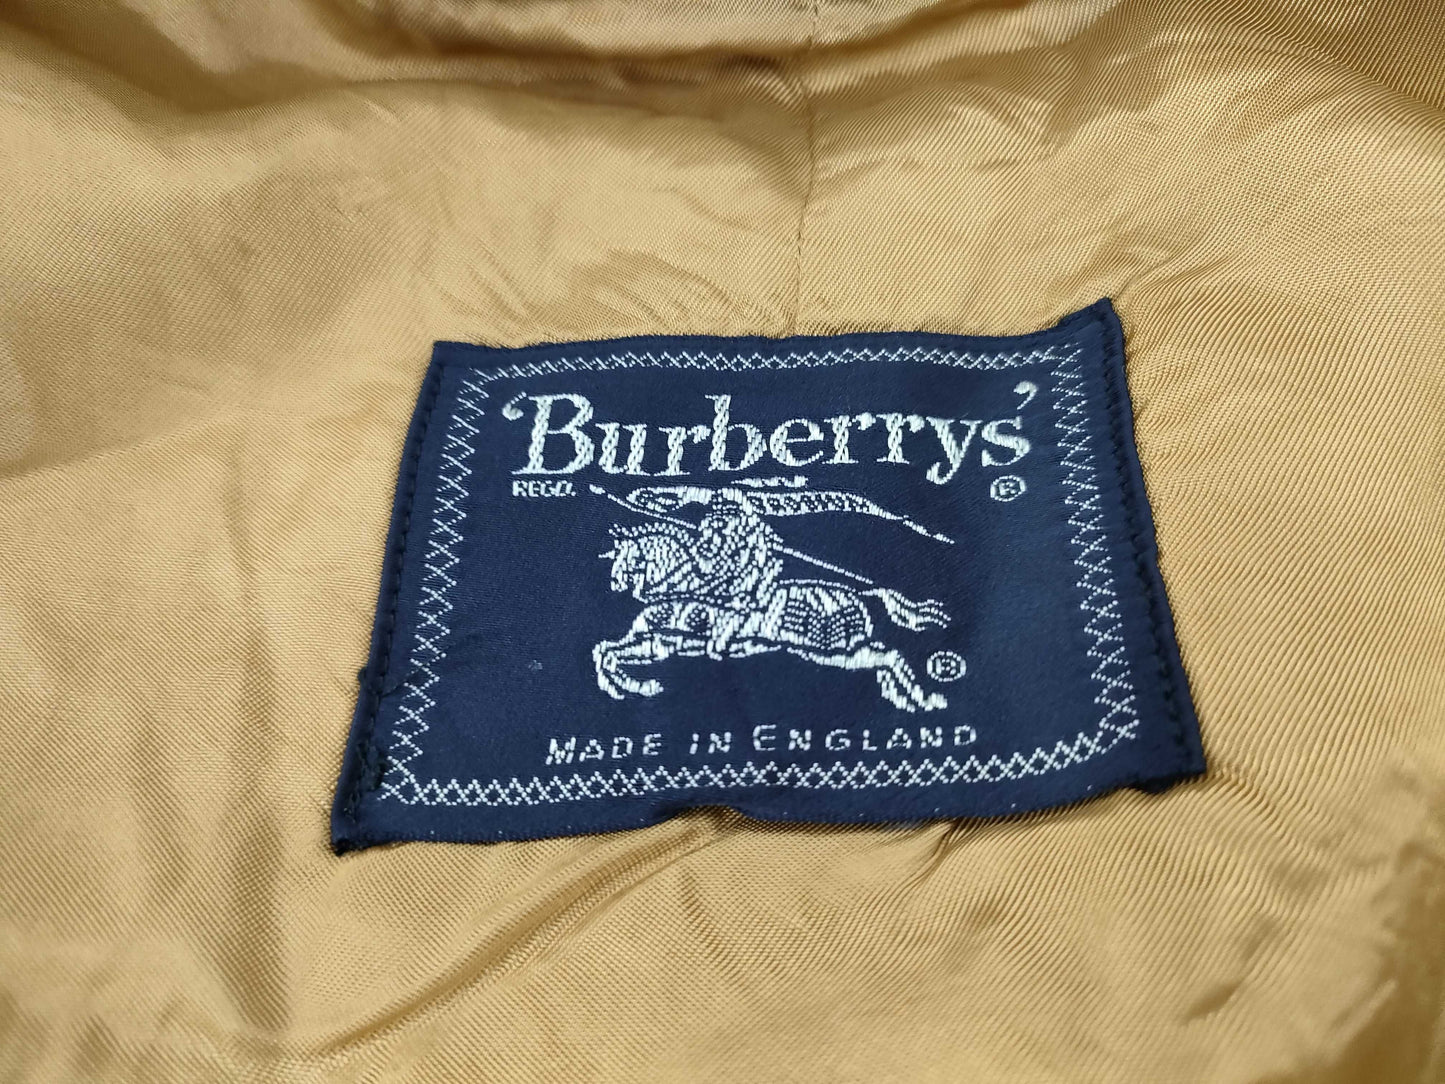 ‘Burberrys’
REGD. ®
®
MADE IN ENGLAND